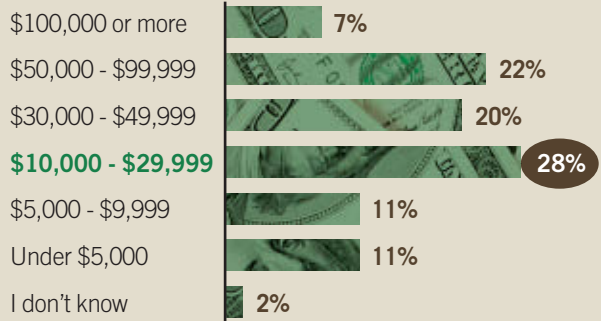 $100,000 or more 7%
$50,000 - $99,999 22%
$30,000 - $49,999 20%
$10,000 - $29,999 28%
$5,000 - $9,999 11%
Under $5,000 11%
I don't know 2%